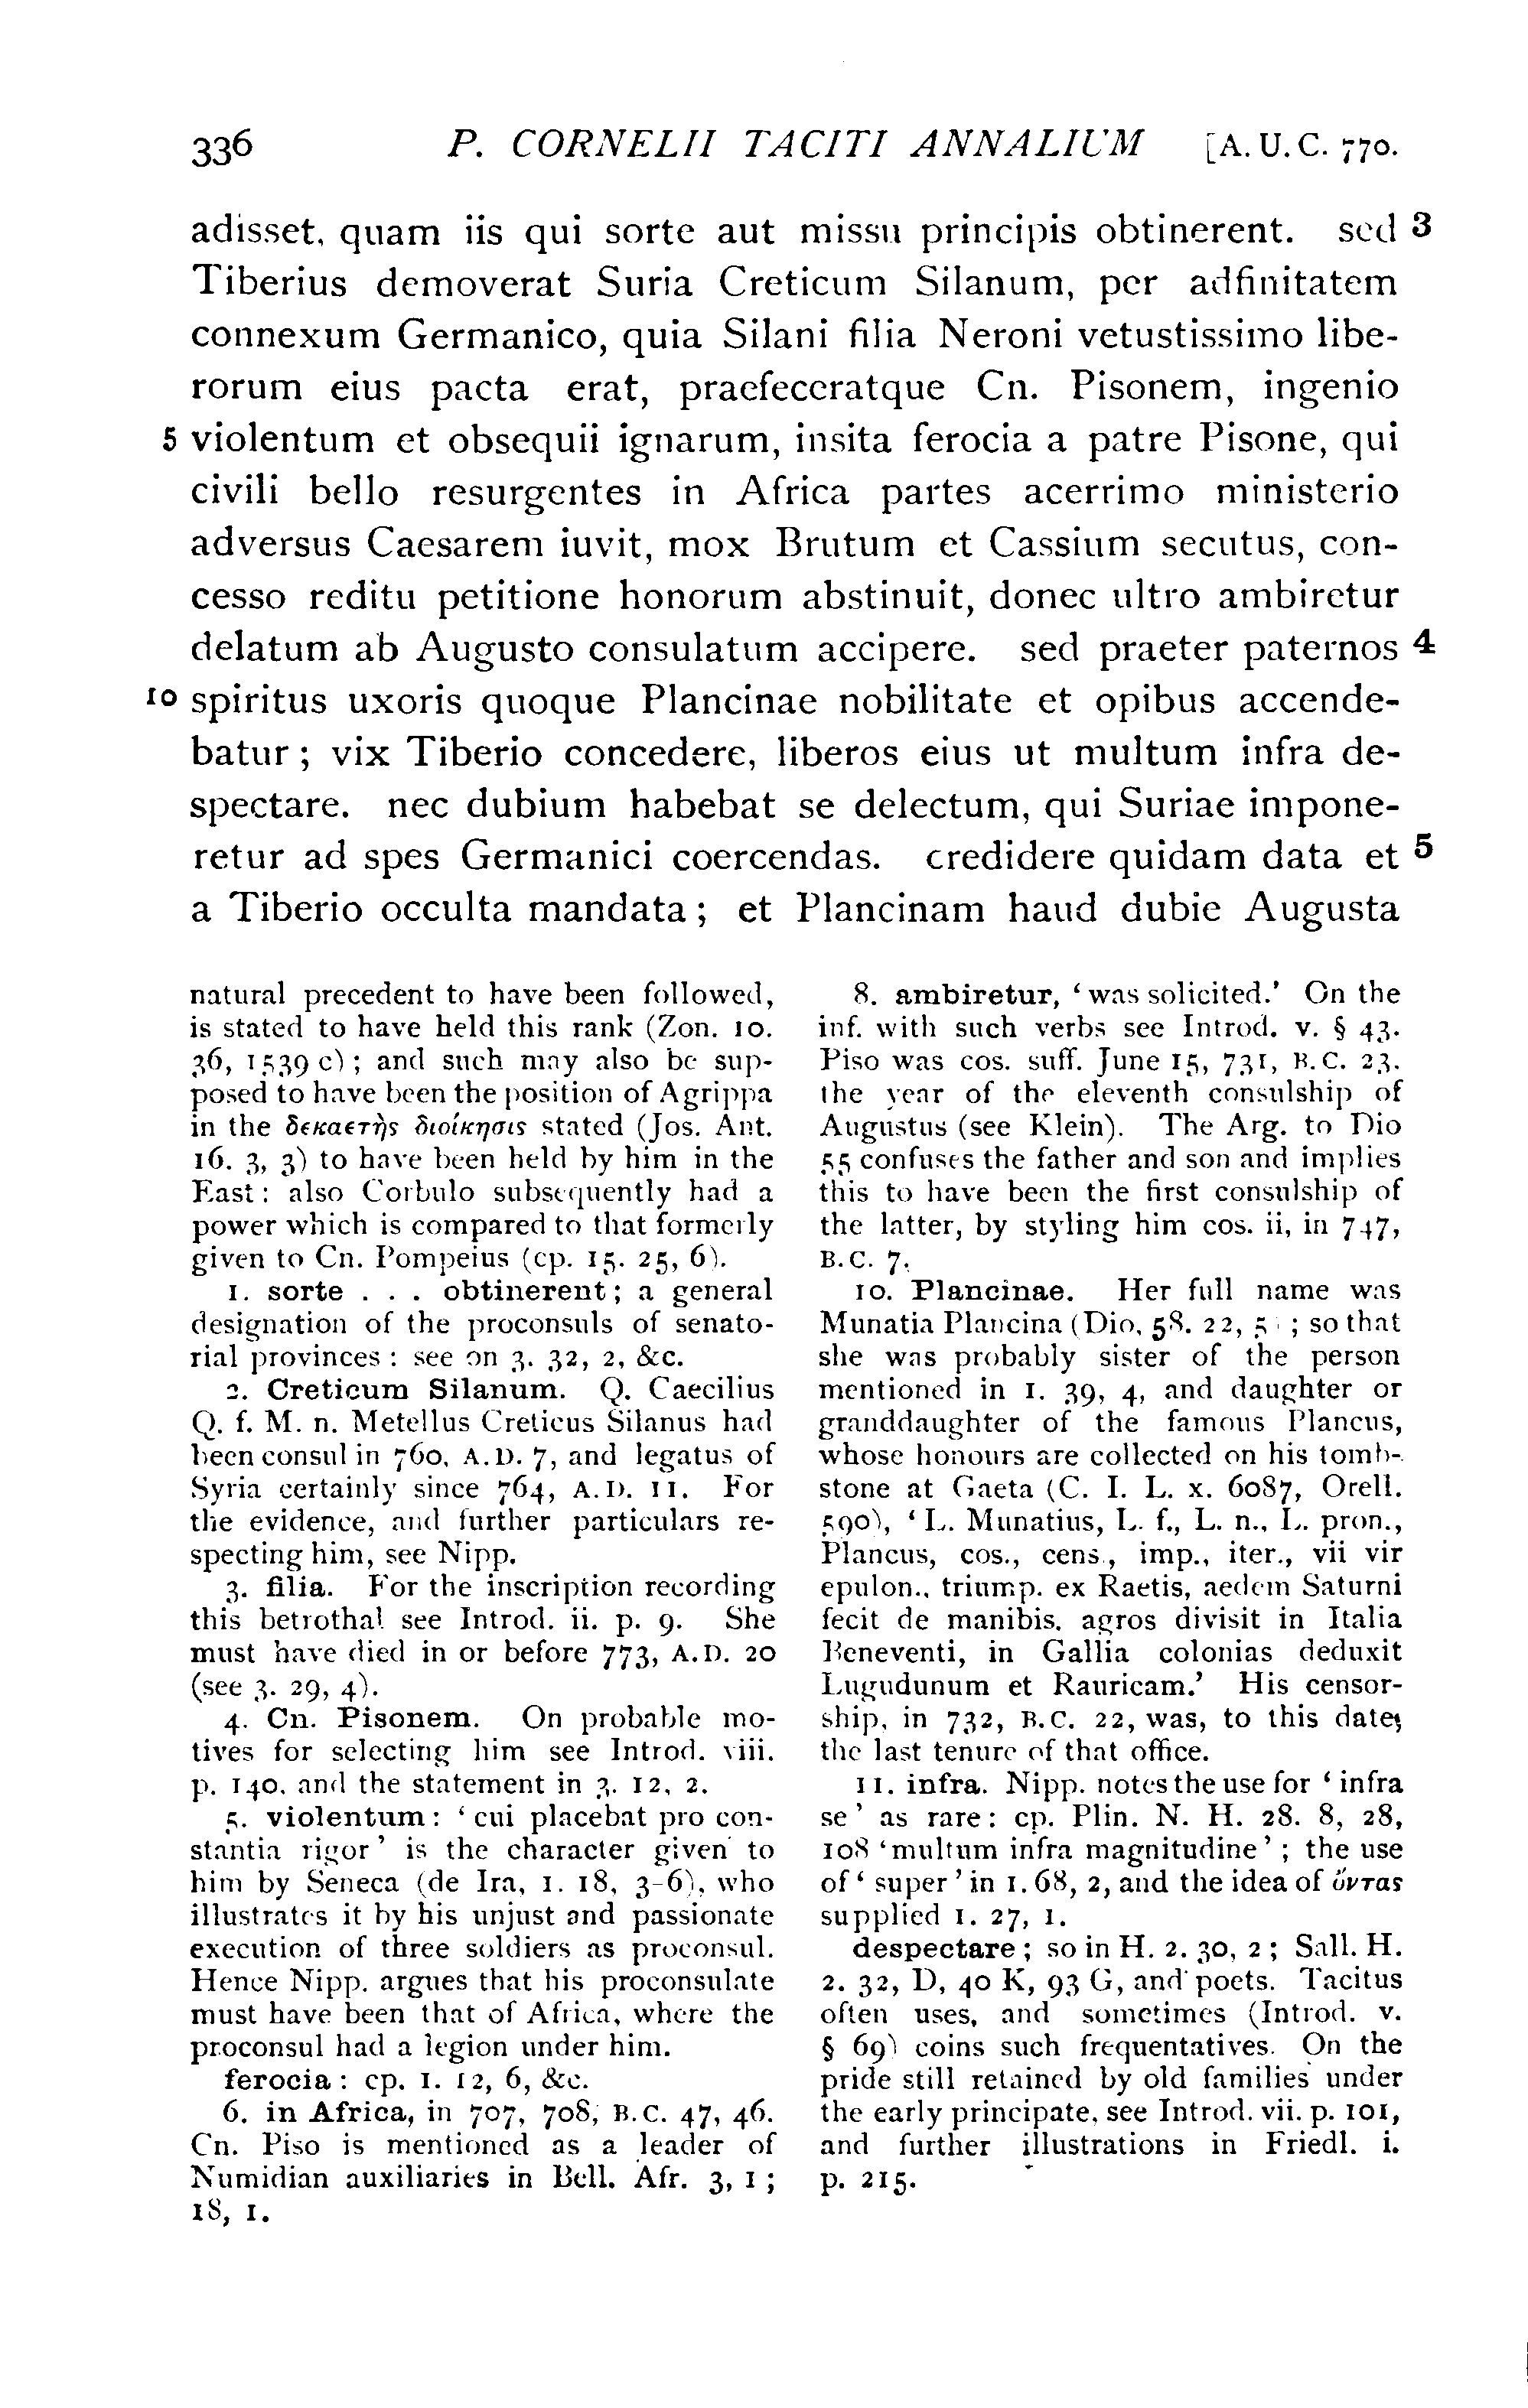 336 P. CORNELII TACITI ANNALIUM [A. U. C. 770.
adisset, quam iis qui sorte aut missu principis obtinerent. sed 3
Tiberius demoverat Suria Creticum Silanum, per adfinitatem
connexum Germanico, quia Silani filia Neroni vetustissimo libe-
rorum eius pacta erat, praefeceratque Cn. Pisonem, ingenio
5 violentum et obsequii ignarum, insita ferocia a patre Pisone, qui
civili bello resurgentes in Africa partes acerrimo ministerio
adversus Caesarem iuvit, mox Brutum et Cassium secutus, con-
cesso reditu petitione honorum abstinuit, donec ultro ambiretur
delatum ab Augusto consulatum accipere. sed praeter paternos 4
10 spiritus uxoris quoque Plancinae nobilitate et opibus accende-
batur; vix Tiberio concedere, liberos eius ut multum infra de-
spectare. nec dubium habebat se delectum, qui Suriae impone-
retur ad spes Germanici coercendas. credidere quidam data et 5
a Tiberio occulta mandata; et Plancinam haud dubie Augusta
natural precedent to have been followed,
is stated to have held this rank (Zon. 10.
36, 1539 c); and such may also be sup-
posed to have been the position of Agrippa
in the δεκαετὴς διοίκησις stated (Jos. Ant.
16. 3, 3) to have been held by him in the
East: also Corbulo subsequently had a
power which is compared to that formerly
given to Cn. Pompeius (cp. 15. 25, 6).
1. sorte . . . obtinerent; a general
designation of the proconsuls of senato-
rial provinces: see on 3. 32, 2, &c.
2. Creticum Silanum. Q. Caecilius
Q. f. M. n. Metellus Creticus Silanus had
been consul in 760, A.D. 7, and legatus of
Syria certainly since 764, A.D. 11. For
the evidence, and further particulars re-
specting him, see Nipp.
3. filia. For the inscription recording
this betrothal see Introd. ii. p. 9. She
must have died in or before 773, A.D. 20
(see 3. 29, 4).
4. Cn. Pisonem. On probable mo-
tives for selecting him see Introd. viii.
p. 140, and the statement in 3. 12, 2.
5. violentum: 'cui placebat pro con-
stantia rigor' is the character given to
him by Seneca (de Ira, 1. 18, 3-6), who
illustrates it by his unjust and passionate
execution of three soldiers as proconsul.
Hence Nipp. argues that his proconsulate
must have been that of Africa, where the
proconsul had a legion under him.
ferocia: cp. 1. 12, 6, &c.
6. in Africa, in 707, 708, B.C. 47, 46.
Cn. Piso is mentioned as a leader of
Numidian auxiliaries in Bell. Afr. 3, 1;
18, 1.
8. ambiretur, 'was solicited.' On the
inf. with such verbs see Introd. v. § 43.
Piso was cos. suff. June 15, 731, B.C. 23.
the year of the eleventh consulship of
Augustus (see Klein). The Arg. to Dio
55 confuses the father and son and implies
this to have been the first consulship of
the latter, by styling him cos. ii, in 747,
B.C. 7.
10. Plancinae. Her full name was
Munatia Plancina (Dio, 58. 22, 5); so that
she was probably sister of the person
mentioned in 1. 39, 4, and daughter or
granddaughter of the famous Plancus,
whose honours are collected on his tomb-
stone at Gaeta (C. I. L. x. 6087, Orell.
590), 'L. Munatius, L. f., L. n., L. pron.,
Plancus, cos., cens., imp., iter., vii vir
epulon., triump. ex Raetis, aedem Saturni
fecit de manibis, agros divisit in Italia
Beneventi, in Gallia colonias deduxit
Lugudunum et Rauricam.' His censor-
ship, in 732, B.C. 22, was, to this date,
the last tenure of that office.
11. infra. Nipp. notes the use for 'infra
se' as rare: cp. Plin. N. H. 28. 8, 28,
108 'multum infra magnitudine'; the use
of 'super' in 1. 68, 2, and the idea of ὄντας
supplied 1. 27, 1.
despectare; so in H. 2. 30, 2; Sall. H.
2. 32, D, 40 K, 93 G, and poets. Tacitus
often uses, and sometimes (Introd. v.
§ 69) coins such frequentatives. On the
pride still retained by old families under
the early principate, see Introd. vii. p. 101,
and further illustrations in Friedl. i.
p. 215.